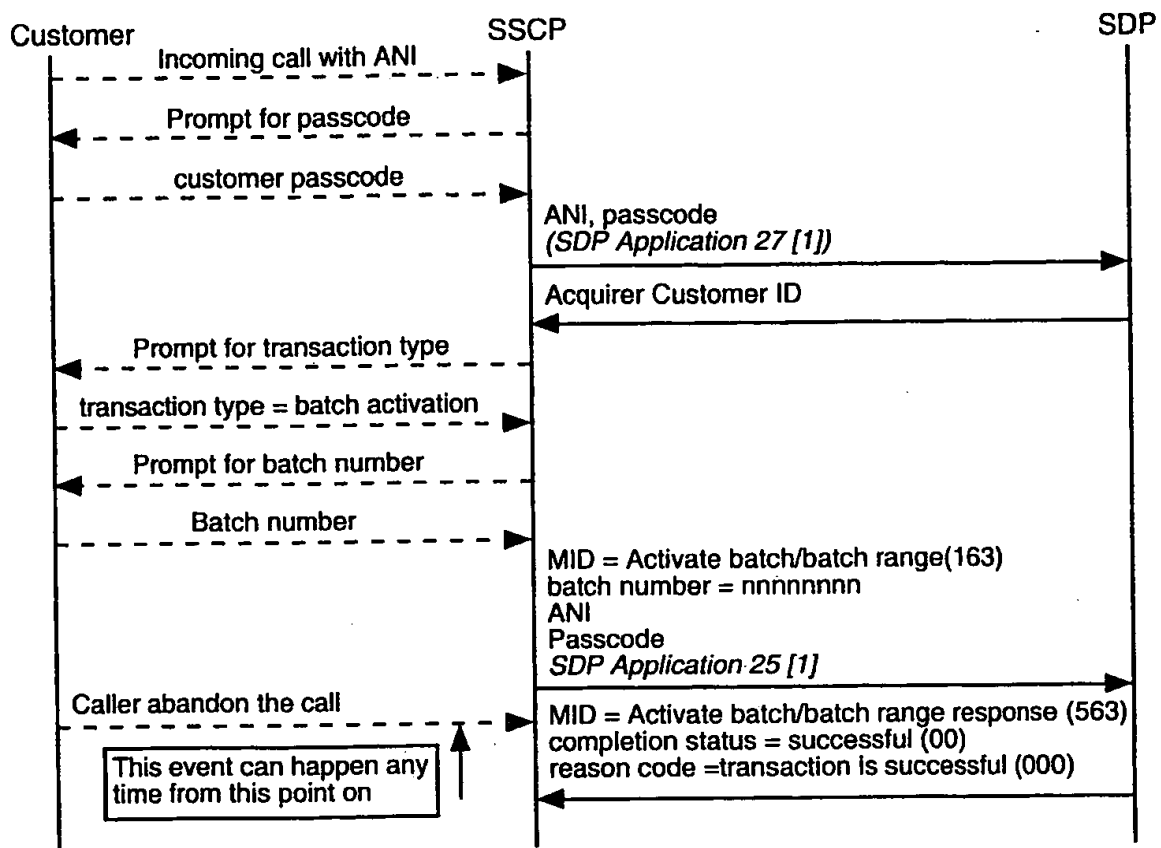 Customer
SSCP
SDP
Incoming call with ANI
Prompt for passcode
customer passcode
ANI, passcode
(SDP Application 27 [1])
Acquirer Customer ID
Prompt for transaction type
transaction type = batch activation
Prompt for batch number
Batch number
MID = Activate batch/batch range(163)
batch number = nnnnnnnn
ANI
Passcode
SDP Application 25 [1]
Caller abandon the call
MID = Activate batch/batch range response (563)
completion status = successful (00)
reason code =transaction is successful (000)
This event can happen any
time from this point on